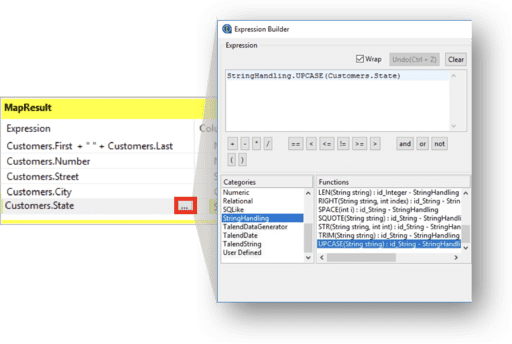 Expression Builder
Expression
Wrap Undo(Ctrl + Z) Clear
StringHandling.UPCASE(Customers.State)
MapResult
Expression
Customers.First + " " + Customers.Last
Customers.Number
Customers.Street
Customers.City
Customers.State ...
+ - * / == < <= != >= > and or not
( )
Categories
Numeric
Relational
SQLike
StringHandling
TalendDataGenerator
TalendDate
TalendString
User Defined
Functions
LEN(String string) : id_Integer - StringHandling
RIGHT(String string, int index) : id_String - Strin
SPACE(int i) : id_String - StringHandling
SQUOTE(String string) : id_String - StringHandli
STR(String string, int int) : id_String - StringHan
TRIM(String string) : id_String - StringHandling
UPCASE(String string) : id_String - StringHandli